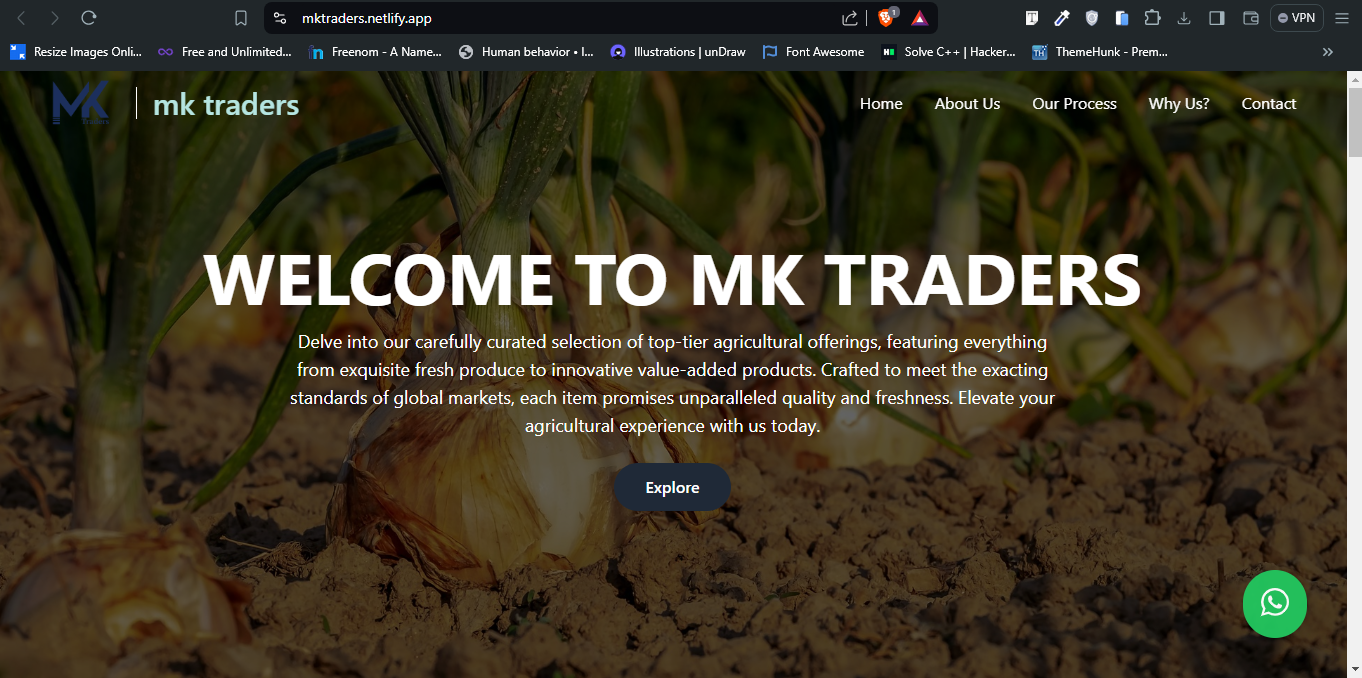 mktraders.netlify.app
1
VPN
Resize Images Onli...
Free and Unlimited...
Freenom - A Name...
Human behavior • I...
Illustrations | unDraw
Font Awesome
Solve C++ | Hacker...
ThemeHunk - Prem...
MK
mk traders
Home
About Us
Our Process
Why Us?
Contact
WELCOME TO MK TRADERS
Delve into our carefully curated selection of top-tier agricultural offerings, featuring everything
from exquisite fresh produce to innovative value-added products. Crafted to meet the exacting
standards of global markets, each item promises unparalleled quality and freshness. Elevate your
agricultural experience with us today.
Explore